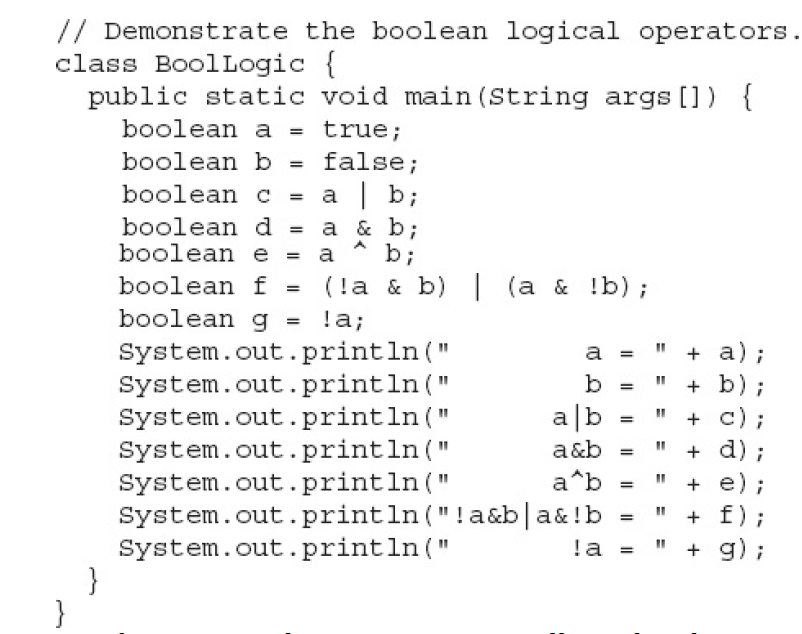 // Demonstrate the boolean logical operators.
class BoolLogic {
  public static void main(String args[]) {
    boolean a = true;
    boolean b = false;
    boolean c = a | b;
    boolean d = a & b;
    boolean e = a ^ b;
    boolean f = (!a & b) | (a & !b);
    boolean g = !a;
    System.out.println("        a = " + a);
    System.out.println("        b = " + b);
    System.out.println("      a|b = " + c);
    System.out.println("      a&b = " + d);
    System.out.println("      a^b = " + e);
    System.out.println("!a&b|a&!b = " + f);
    System.out.println("       !a = " + g);
  }
}